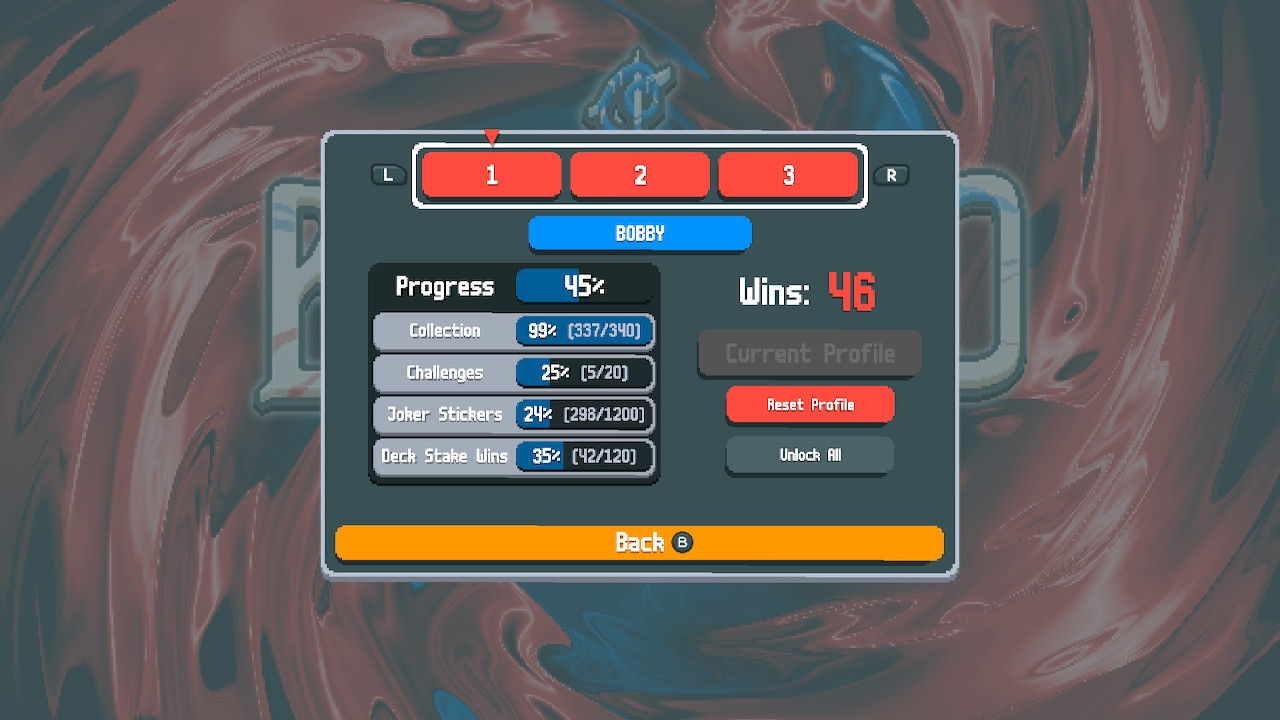 L 1 2 3 R
BOBBY
Progress 45%
Wins: 46
Collection 99% [337/340]
Current Profile
Challenges 25% [5/20]
Reset Profile
Joker Stickers 24% [298/1200]
Unlock All
Deck Stake Wins 35% [42/120]
Back B